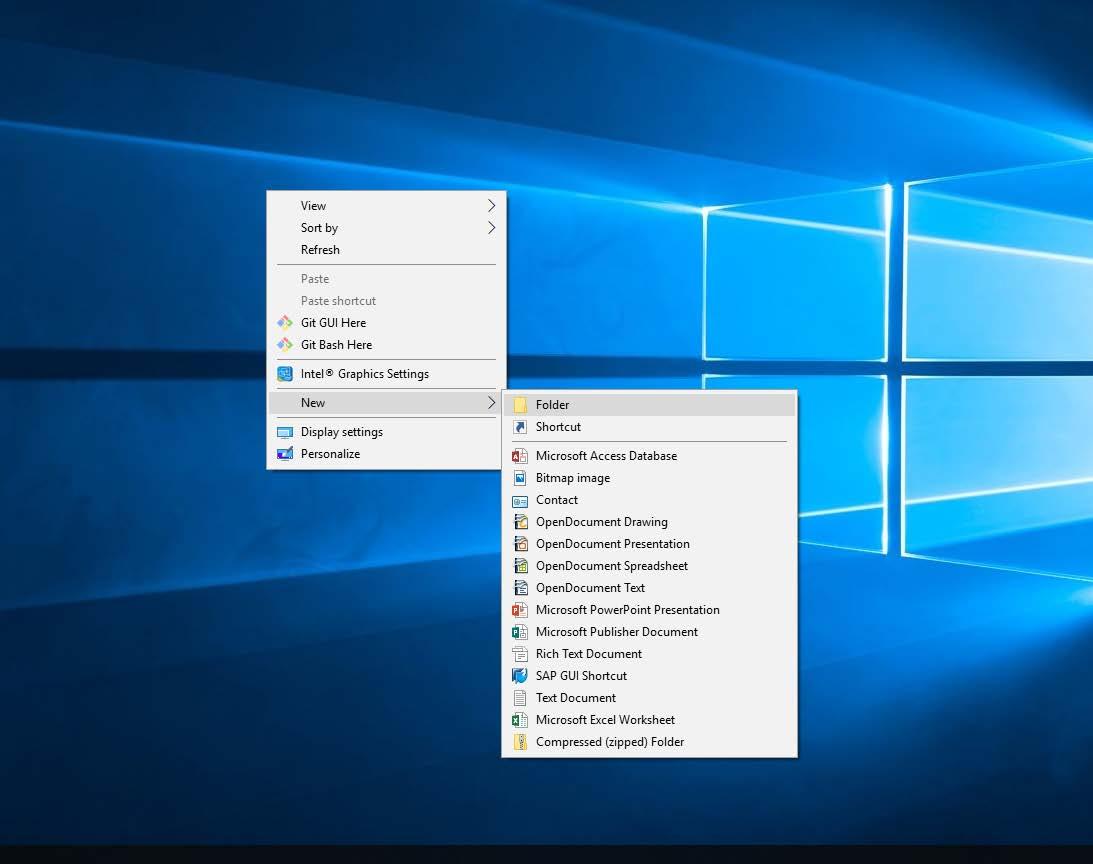 View
Sort by
Refresh
Paste
Paste shortcut
Git GUI Here
Git Bash Here
Intel® Graphics Settings
New
Display settings
Personalize
Folder
Shortcut
Microsoft Access Database
Bitmap image
Contact
OpenDocument Drawing
OpenDocument Presentation
OpenDocument Spreadsheet
OpenDocument Text
Microsoft PowerPoint Presentation
Microsoft Publisher Document
Rich Text Document
SAP GUI Shortcut
Text Document
Microsoft Excel Worksheet
Compressed (zipped) Folder